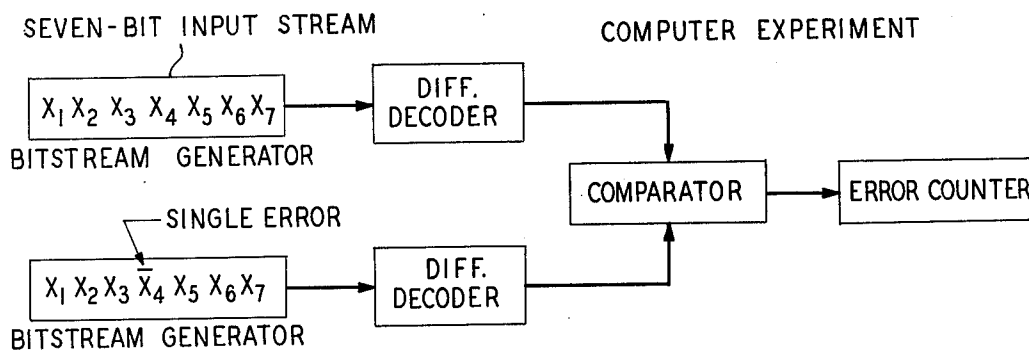 SEVEN-BIT INPUT STREAM
COMPUTER EXPERIMENT
X₁ X₂ X₃ X₄ X₅ X₆ X₇
DIFF.
DECODER
BITSTREAM GENERATOR
COMPARATOR
ERROR COUNTER
SINGLE ERROR
X₁ X₂ X₃ X̅₄ X₅ X₆ X₇
DIFF.
DECODER
BITSTREAM GENERATOR